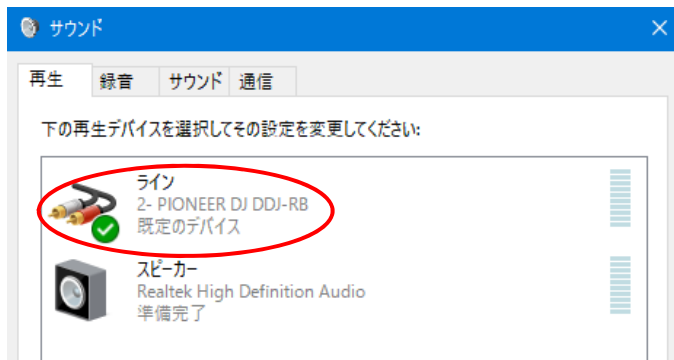 サウンド
再生 録音 サウンド 通信
下の再生デバイスを選択してその設定を変更してください:
ライン
2- PIONEER DJ DDJ-RB
既定のデバイス
スピーカー
Realtek High Definition Audio
準備完了